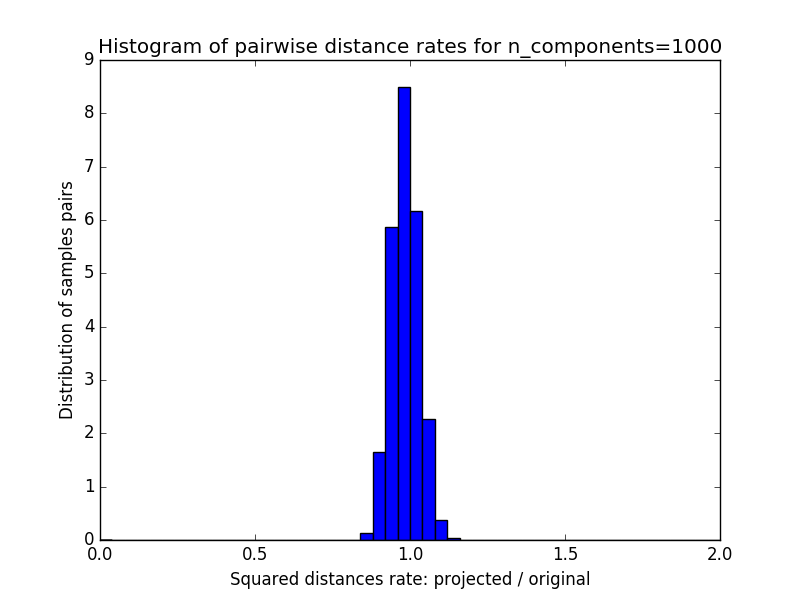 Histogram of pairwise distance rates for n_components=1000
9
8
7
6
5
4
3
2
1
0
Distribution of samples pairs
0.0 0.5 1.0 1.5 2.0
Squared distances rate: projected / original